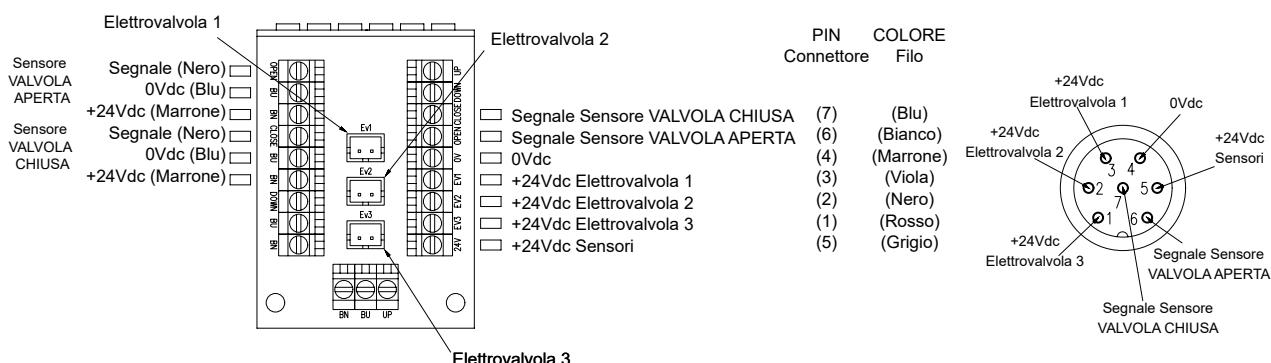 Elettrovalvola 1
Elettrovalvola 2
Sensore
VALVOLA
APERTA
Segnale (Nero)
0Vdc (Blu)
+24Vdc (Marrone)
Sensore
VALVOLA
CHIUSA
Segnale (Nero)
0Vdc (Blu)
+24Vdc (Marrone)
OPEN
BU
BN
CLOSE
BU
BN
DOWN
BU
BN
Ev1
Ev2
Ev3
UP
DOWN
CLOSE
OPEN
0V
EV1
EV2
EV3
24V
BN BU UP
Elettrovalvola 3
PIN COLORE
Connettore Filo
Segnale Sensore VALVOLA CHIUSA (7) (Blu)
Segnale Sensore VALVOLA APERTA (6) (Bianco)
0Vdc (4) (Marrone)
+24Vdc Elettrovalvola 1 (3) (Viola)
+24Vdc Elettrovalvola 2 (2) (Nero)
+24Vdc Elettrovalvola 3 (1) (Rosso)
+24Vdc Sensori (5) (Grigio)
+24Vdc
Elettrovalvola 1
0Vdc
+24Vdc
Elettrovalvola 2
+24Vdc
Sensori
3 4
2 5
7
1 6
+24Vdc
Elettrovalvola 3
Segnale Sensore
VALVOLA APERTA
Segnale Sensore
VALVOLA CHIUSA